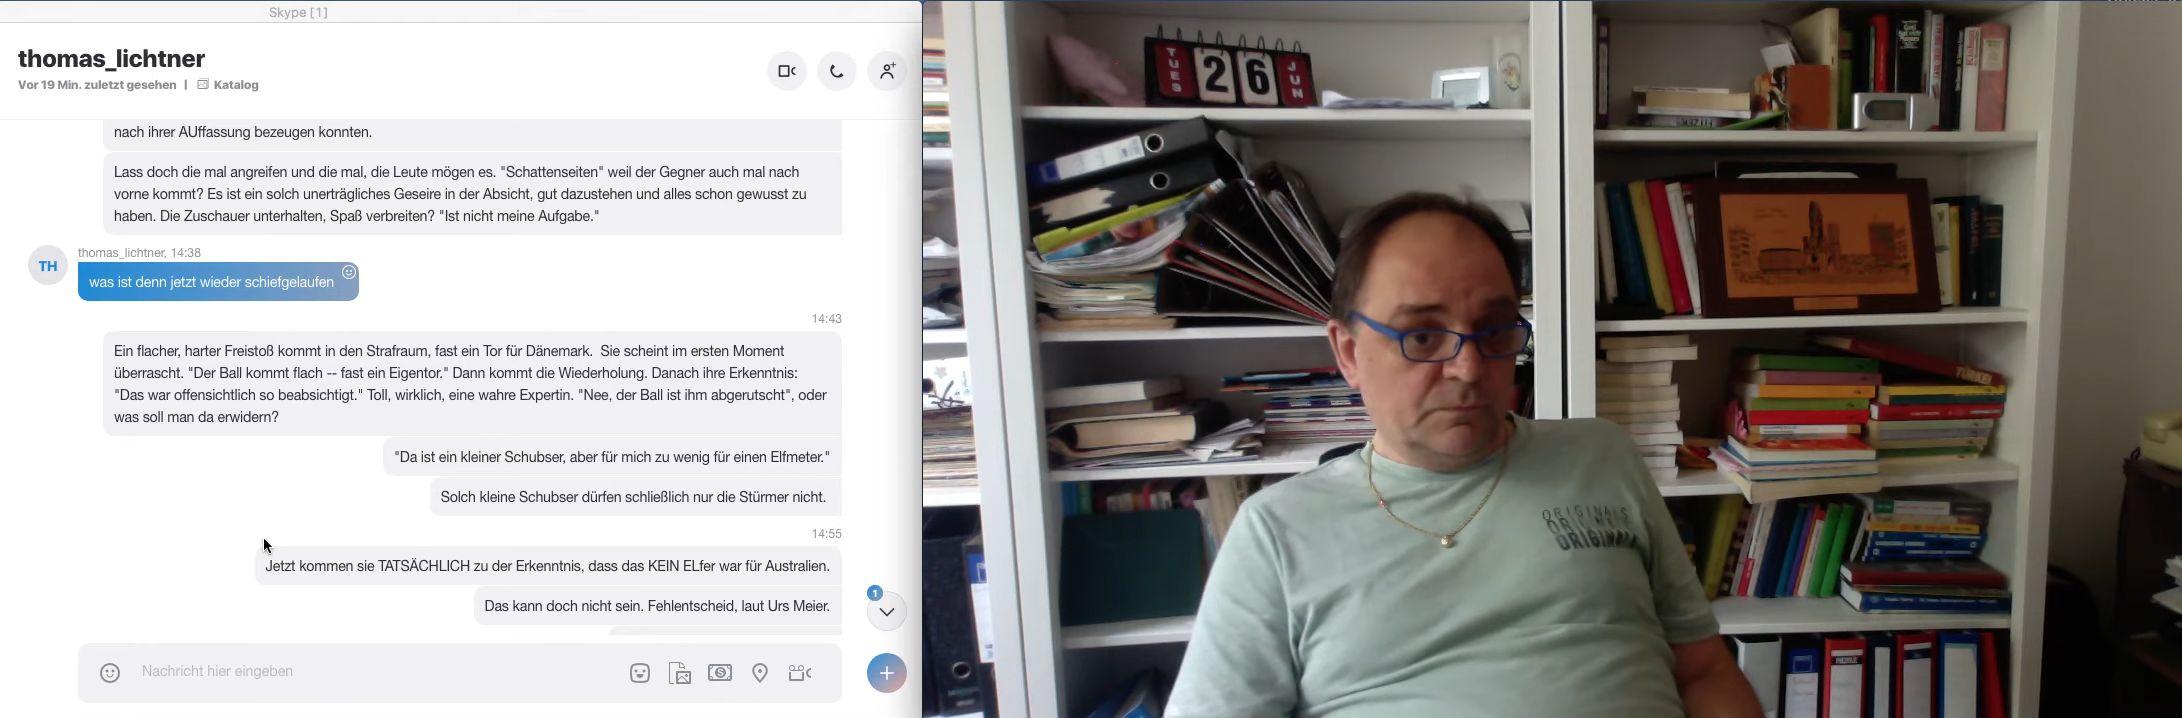 Skype [1]
thomas_lichtner
Vor 19 Min. zuletzt gesehen | Katalog
nach ihrer AUffassung bezeugen konnten.
Lass doch die mal angreifen und die mal, die Leute mögen es. "Schattenseiten" weil der Gegner auch mal nach
vorne kommt? Es ist ein solch unerträgliches Geseire in der Absicht, gut dazustehen und alles schon gewusst zu
haben. Die Zuschauer unterhalten, Spaß verbreiten? "Ist nicht meine Aufgabe."
thomas_lichtner, 14:38
TH
was ist denn jetzt wieder schiefgelaufen
14:43
Ein flacher, harter Freistoß kommt in den Strafraum, fast ein Tor für Dänemark.  Sie scheint im ersten Moment
überrascht. "Der Ball kommt flach -- fast ein Eigentor." Dann kommt die Wiederholung. Danach ihre Erkenntnis:
"Das war offensichtlich so beabsichtigt." Toll, wirklich, eine wahre Expertin. "Nee, der Ball ist ihm abgerutscht", oder
was soll man da erwidern?
"Da ist ein kleiner Schubser, aber für mich zu wenig für einen Elfmeter."
Solch kleine Schubser dürfen schließlich nur die Stürmer nicht.
14:55
Jetzt kommen sie TATSÄCHLICH zu der Erkenntnis, dass das KEIN ELfer war für Australien.
Das kann doch nicht sein. Fehlentscheid, laut Urs Meier.
1
Nachricht hier eingeben
TUES 26 JUN
TÜRKEI
ORIGINALS
ORIGINALS
ORIGINALS